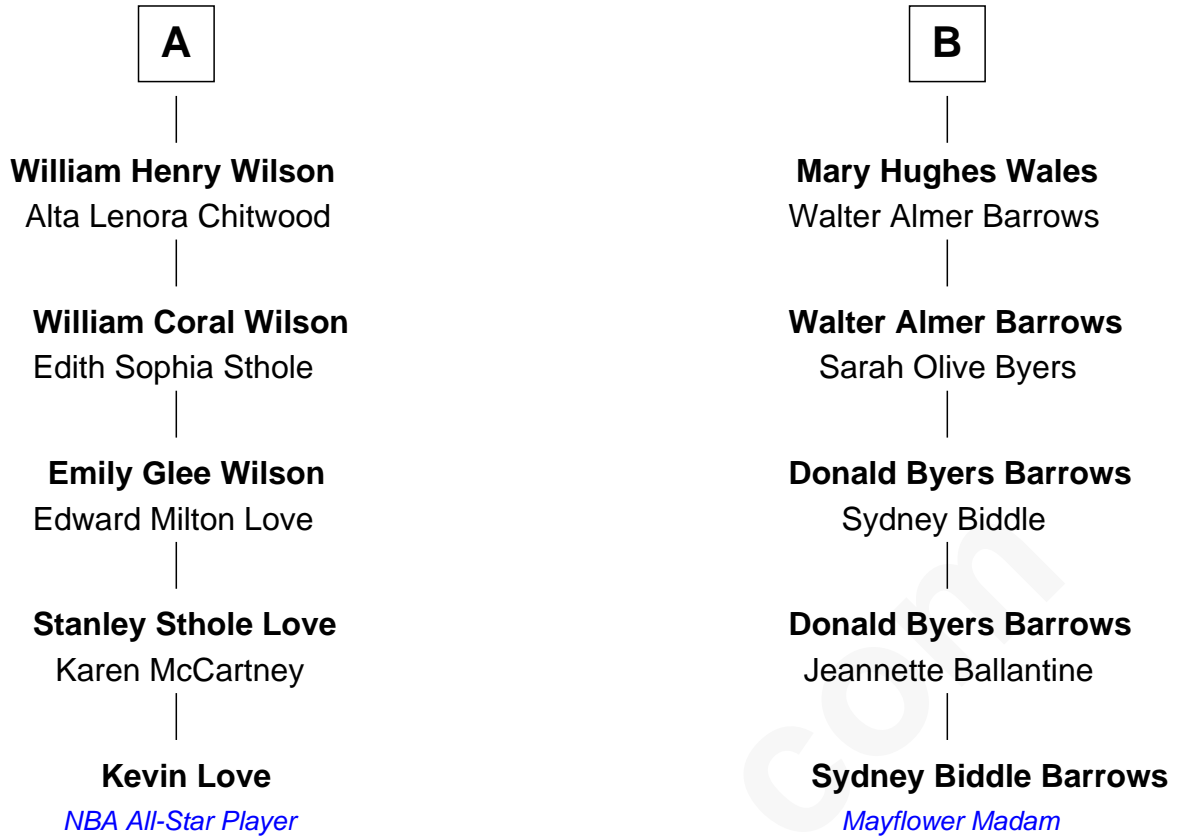 A
William Henry Wilson
Alta Lenora Chitwood
William Coral Wilson
Edith Sophia Sthole
Emily Glee Wilson
Edward Milton Love
Stanley Sthole Love
Karen McCartney
Kevin Love
NBA All-Star Player
B
Mary Hughes Wales
Walter Almer Barrows
Walter Almer Barrows
Sarah Olive Byers
Donald Byers Barrows
Sydney Biddle
Donald Byers Barrows
Jeannette Ballantine
Sydney Biddle Barrows
Mayflower Madam
com